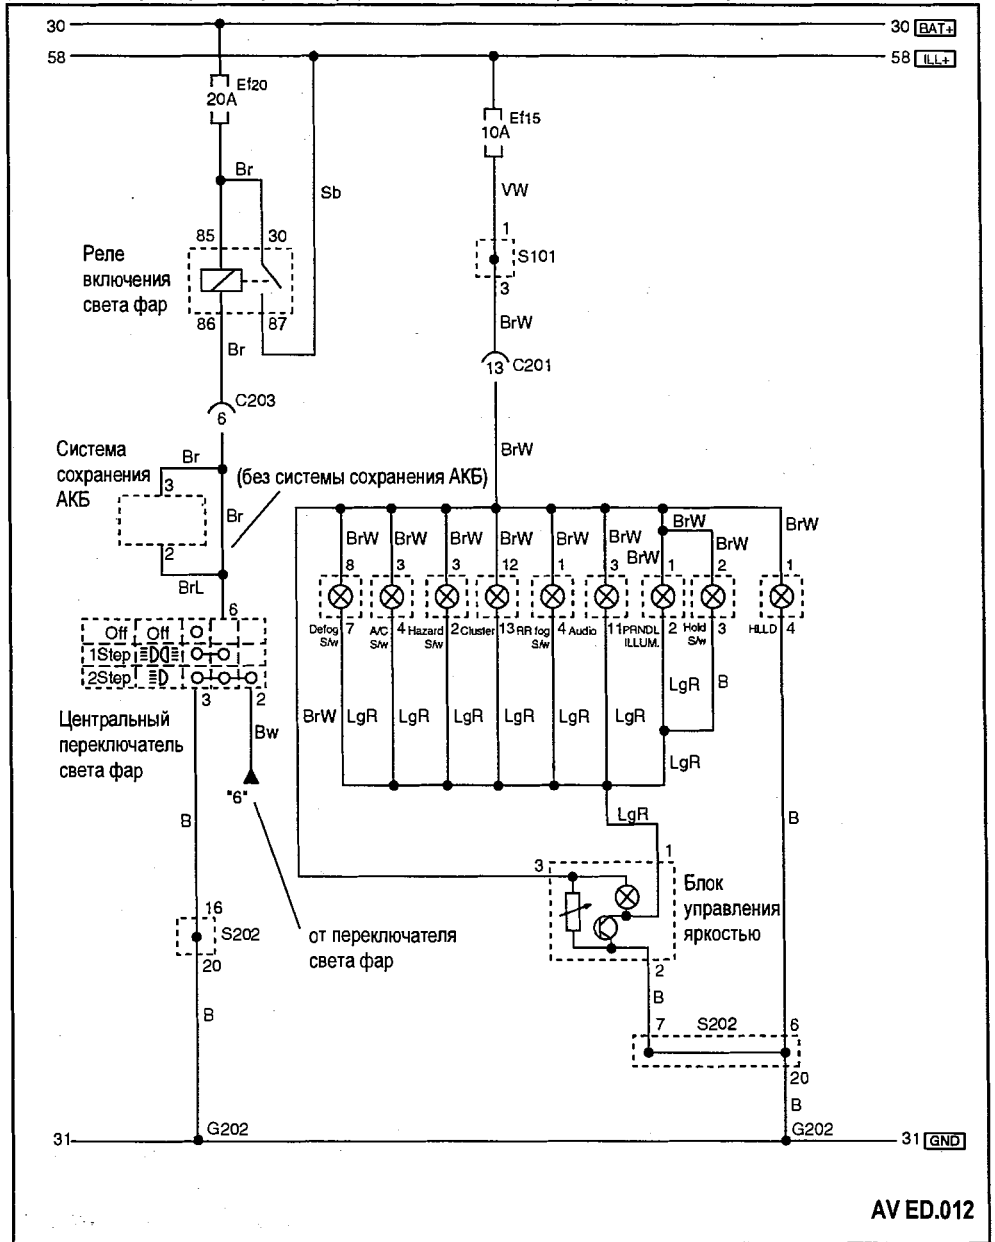 30
30 BAT+
58
58 ILL+
Ef20
20A
Ef15
10A
Br
Sb
VW
85
30
1
S101
3
Реле
включения
света фар
86
87
Br
BrW
13
C201
C203
6
BrW
Система
сохранения
АКБ
Br
(без системы сохранения АКБ)
3
Br
2
BrL
6
BrW
BrW
BrW
BrW
BrW
BrW
BrW
BrW
BrW
BrW
8
3
3
12
1
3
1
2
1
Defog S/w
7
A/C S/w
4
Hazard S/w
2
Cluster
13
RR fog S/w
4
Audio
11
PRNDL ILLUM.
2
Hold S/w
3
HLLD
4
Off
Off
1Step
2Step
3
2
Центральный
переключатель
света фар
Bw
"6"
BrW
LgR
LgR
LgR
LgR
LgR
LgR
LgR
B
LgR
B
B
LgR
3
1
Блок
управления
яркостью
16
S202
20
от переключателя
света фар
2
B
B
7
S202
6
20
B
31
G202
G202
31 GND
AV ED.012